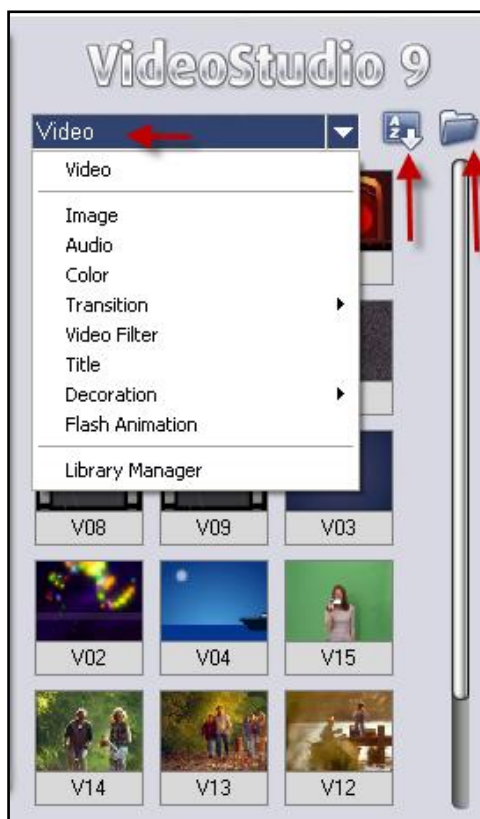 VideoStudio 9
Video
Video
Image
Audio
Color
Transition
Video Filter
Title
Decoration
Flash Animation
Library Manager
V08 V09 V03
V02 V04 V15
V14 V13 V12